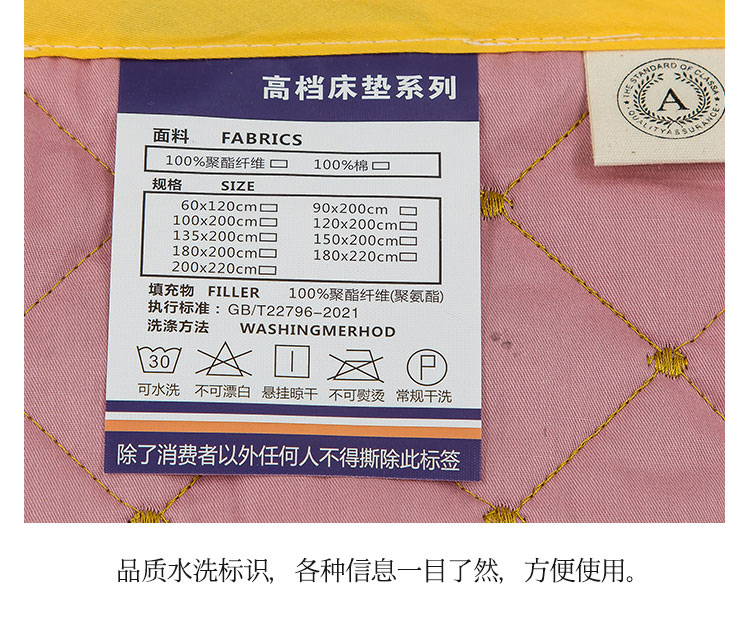 高档床垫系列
THE STANDARD OF CLASSA
A
QUALITY ASSURANCE
面料 FABRICS
100%聚酯纤维□ 100%棉□
规格 SIZE
60x120cm□ 90x200cm□
100x200cm□ 120x200cm□
135x200cm□ 150x200cm□
180x200cm□ 180x220cm□
200x220cm□
填充物 FILLER 100%聚酯纤维(聚氨酯)
执行标准：GB/T22796-2021
洗涤方法 WASHINGMERHOD
30 P
可水洗 不可漂白 悬挂晾干 不可熨烫 常规干洗
除了消费者以外任何人不得撕除此标签
品质水洗标识，各种信息一目了然，方便使用。